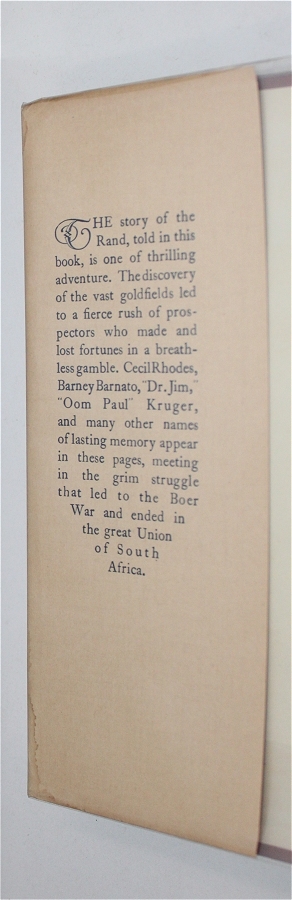 THE story of the
Rand, told in this
book, is one of thrilling
adventure. The discovery
of the vast goldfields led
to a fierce rush of pros-
pectors who made and
lost fortunes in a breath-
less gamble. Cecil Rhodes,
Barney Barnato, "Dr. Jim,"
"Oom Paul" Kruger,
and many other names
of lasting memory appear
in these pages, meeting
in the grim struggle
that led to the Boer
War and ended in
the great Union
of South
Africa.